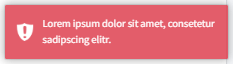 Lorem ipsum dolor sit amet, consetetur
sadipscing elitr.